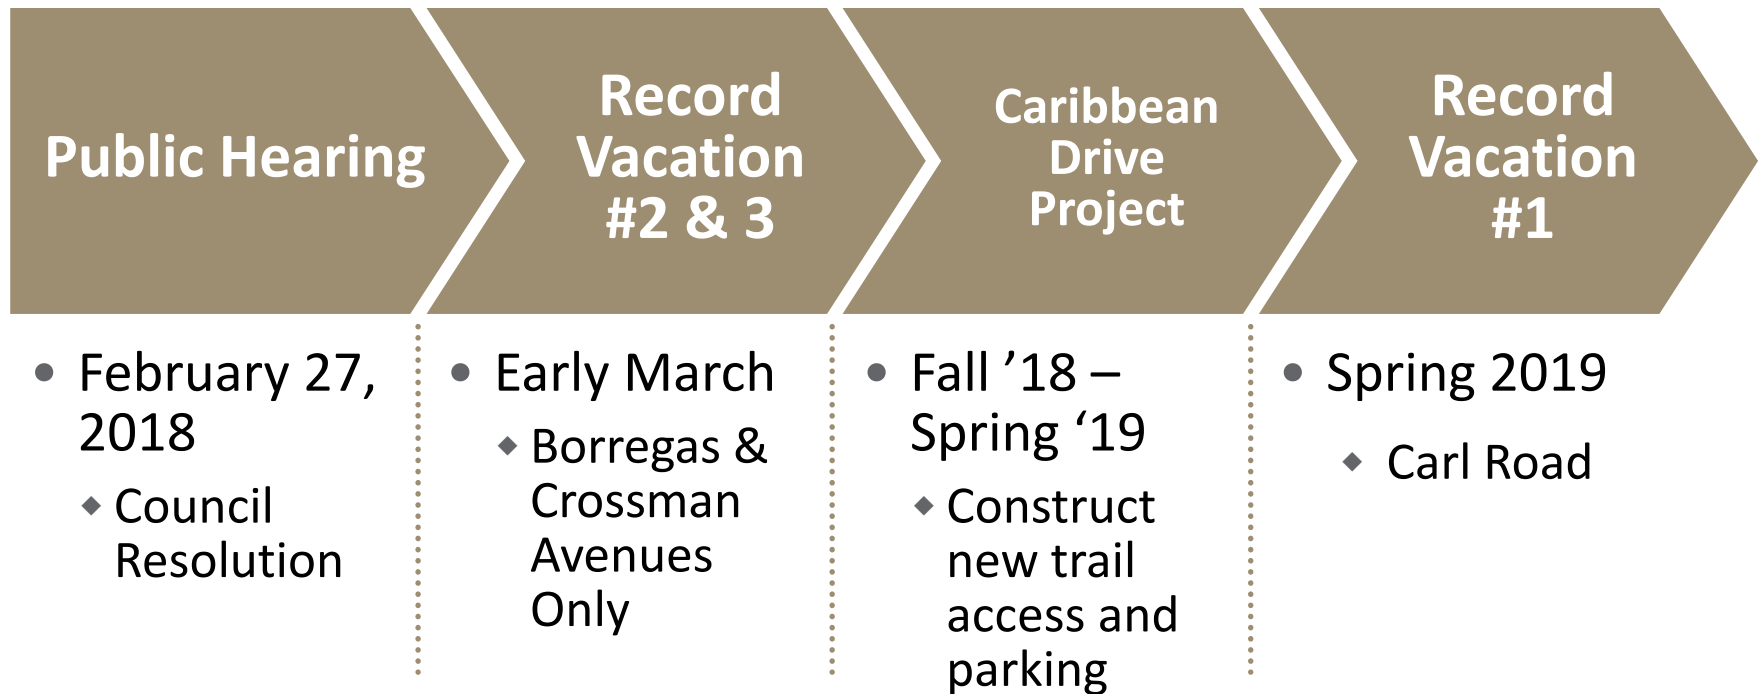 Public Hearing
Record
Vacation
#2 & 3
Caribbean
Drive
Project
Record
Vacation
#1
• February 27,
2018
◆ Council
Resolution
• Early March
◆ Borregas &
Crossman
Avenues
Only
• Fall ’18 –
Spring ‘19
◆ Construct
new trail
access and
parking
• Spring 2019
◆ Carl Road